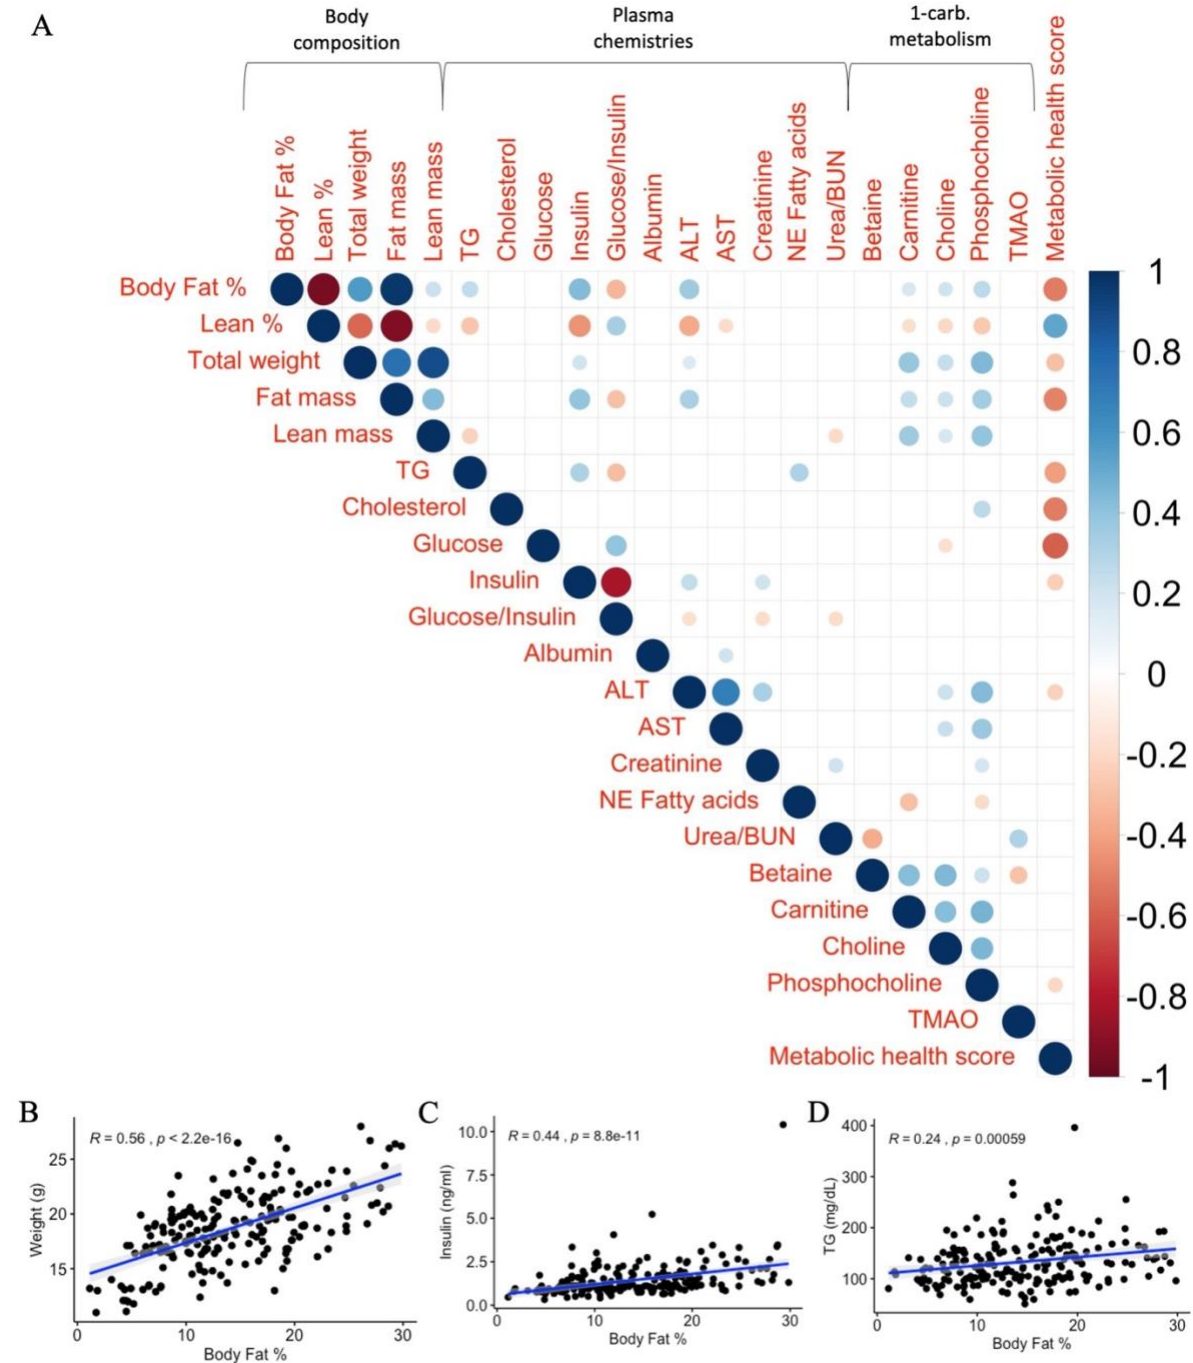 A
Body
composition
Plasma
chemistries
1-carb.
metabolism
Body Fat %
Lean %
Total weight
Fat mass
Lean mass
TG
Cholesterol
Glucose
Insulin
Glucose/Insulin
Albumin
ALT
AST
Creatinine
NE Fatty acids
Urea/BUN
Betaine
Carnitine
Choline
Phosphocholine
TMAO
Metabolic health score
Body Fat %
Lean %
Total weight
Fat mass
Lean mass
TG
Cholesterol
Glucose
Insulin
Glucose/Insulin
Albumin
ALT
AST
Creatinine
NE Fatty acids
Urea/BUN
Betaine
Carnitine
Choline
Phosphocholine
TMAO
Metabolic health score
1
0.8
0.6
0.4
0.2
0
-0.2
-0.4
-0.6
-0.8
-1
B
R = 0.56 , p < 2.2e-16
Weight (g)
25
20
15
0 10 20 30
Body Fat %
C
R = 0.44 , p = 8.8e-11
Insulin (ng/ml)
10.0
7.5
5.0
2.5
0.0
0 10 20 30
Body Fat %
D
R = 0.24 , p = 0.00059
TG (mg/dL)
400
300
200
100
0 10 20 30
Body Fat %